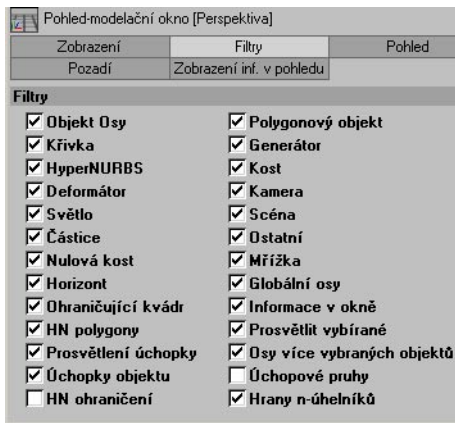 Pohled-modelační okno [Perspektiva]
Zobrazení Filtry Pohled
Pozadí Zobrazení inf. v pohledu
Filtry
Objekt Osy Polygonový objekt
Křivka Generátor
HyperNURBS Kost
Deformátor Kamera
Světlo Scéna
Částice Ostatní
Nulová kost Mřížka
Horizont Globální osy
Ohraničující kvádr Informace v okně
HN polygony Prosvětlit vybírané
Prosvětlení úchopky Osy více vybraných objektů
Úchopky objektu Úchopové pruhy
HN ohraničení Hrany n-úhelníků